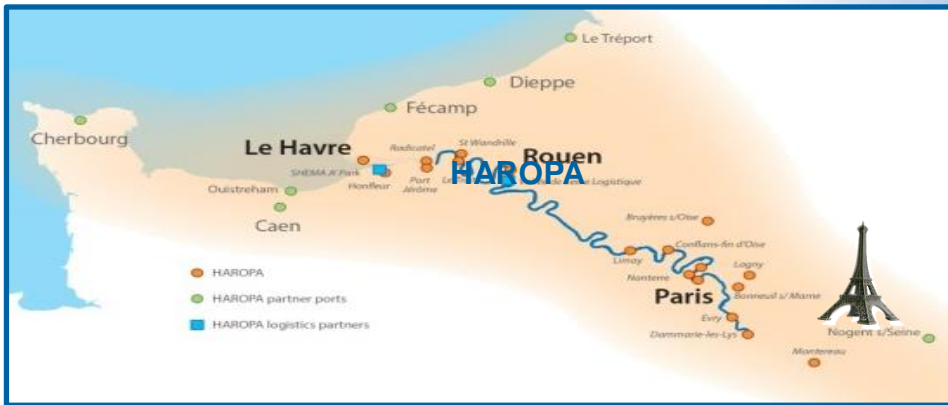 Le Tréport
Dieppe
Fécamp
Cherbourg
Le Havre
Radicatel
St Wandrille
Rouen
HAROPA
SHEMA A' Park
Honfleur
Port
Jérôme
Logistique
Ouistreham
Caen
Bruyères s/Oise
Conflans-fin d'Oise
Limay
Nanterre
Lagny
Paris
Bonneuil s/ Marne
Evry
Dammarie-les-Lys
Nogent s/Seine
Montereau
HAROPA
HAROPA partner ports
HAROPA logistics partners